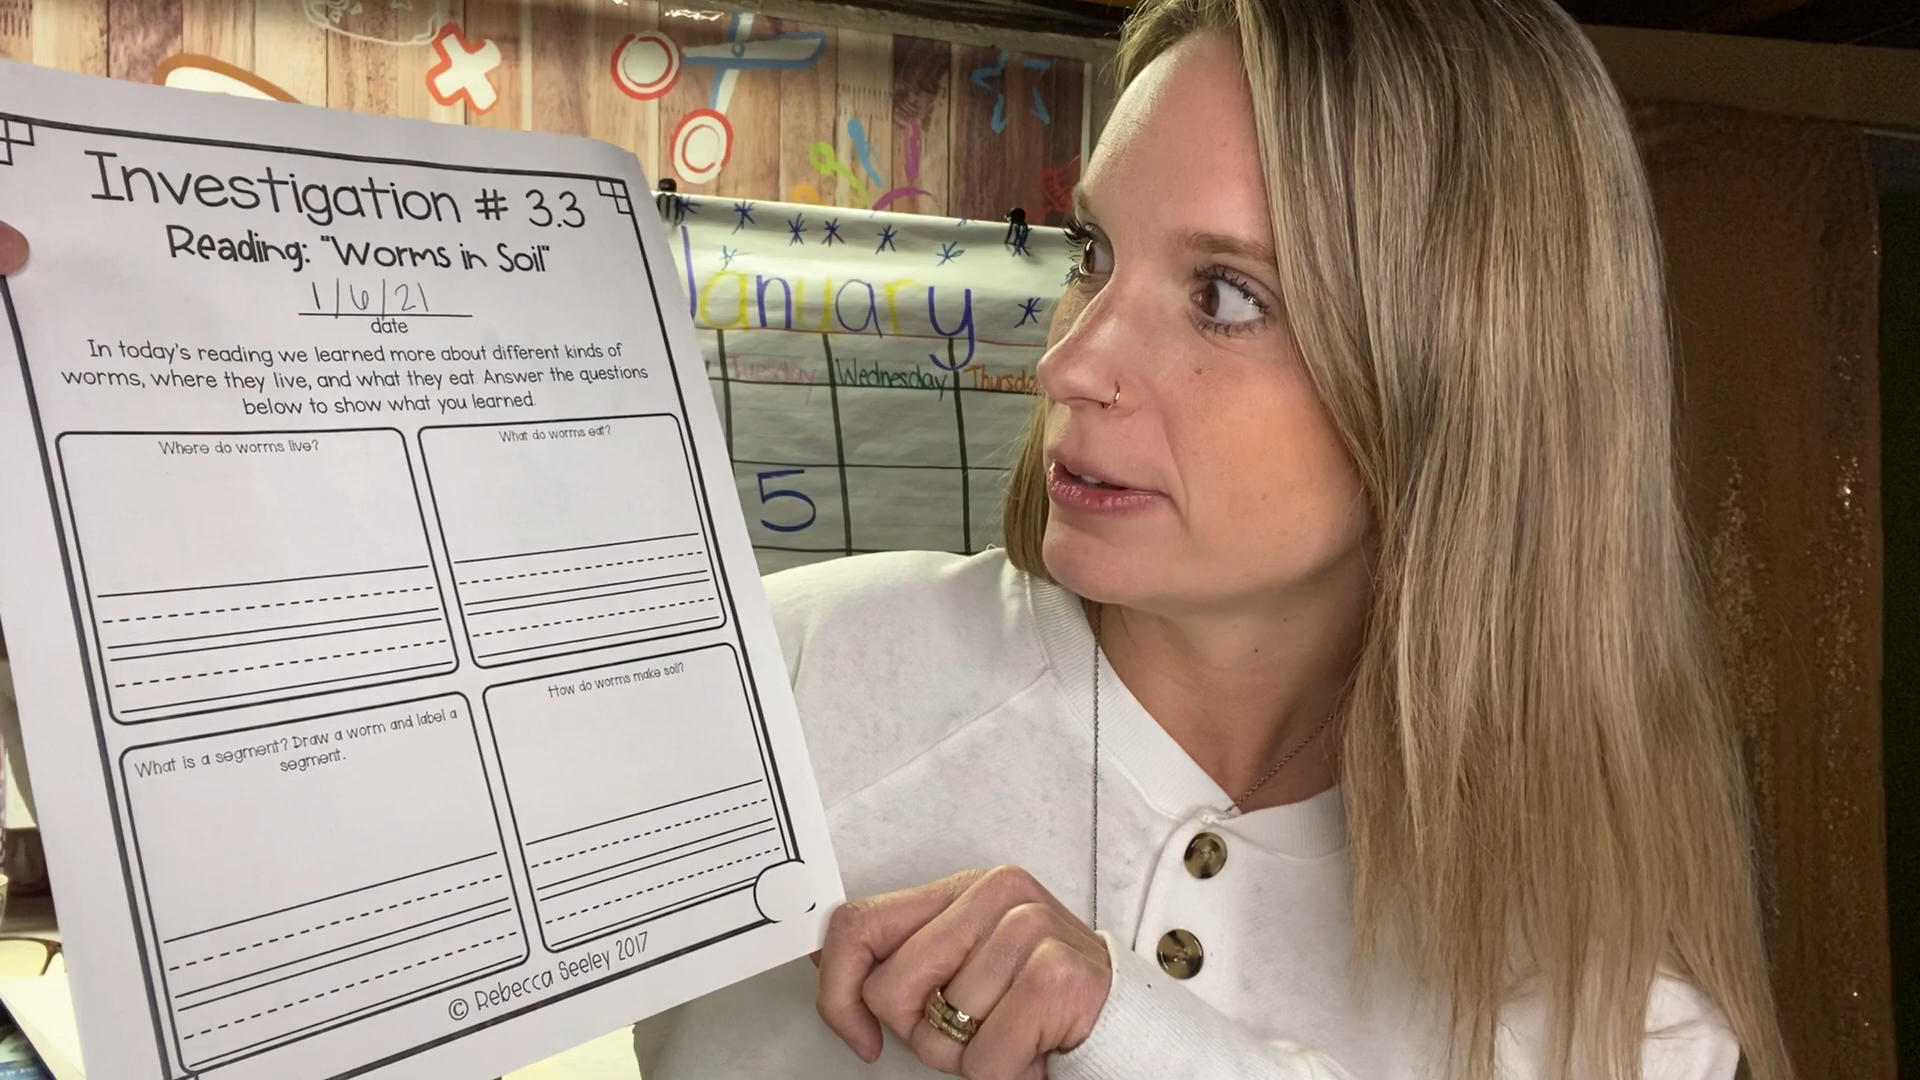 Investigation # 3.3
Reading: "Worms in Soil"
1/6/21
date
In today's reading we learned more about different kinds of
worms, where they live, and what they eat. Answer the questions
below to show what you learned.
Where do worms live?
What do worms eat?
What is a segment? Draw a worm and label a
segment.
How do worms make soil?
© Rebecca Seeley 2017
January
Tuesday Wednesday Thursda
5